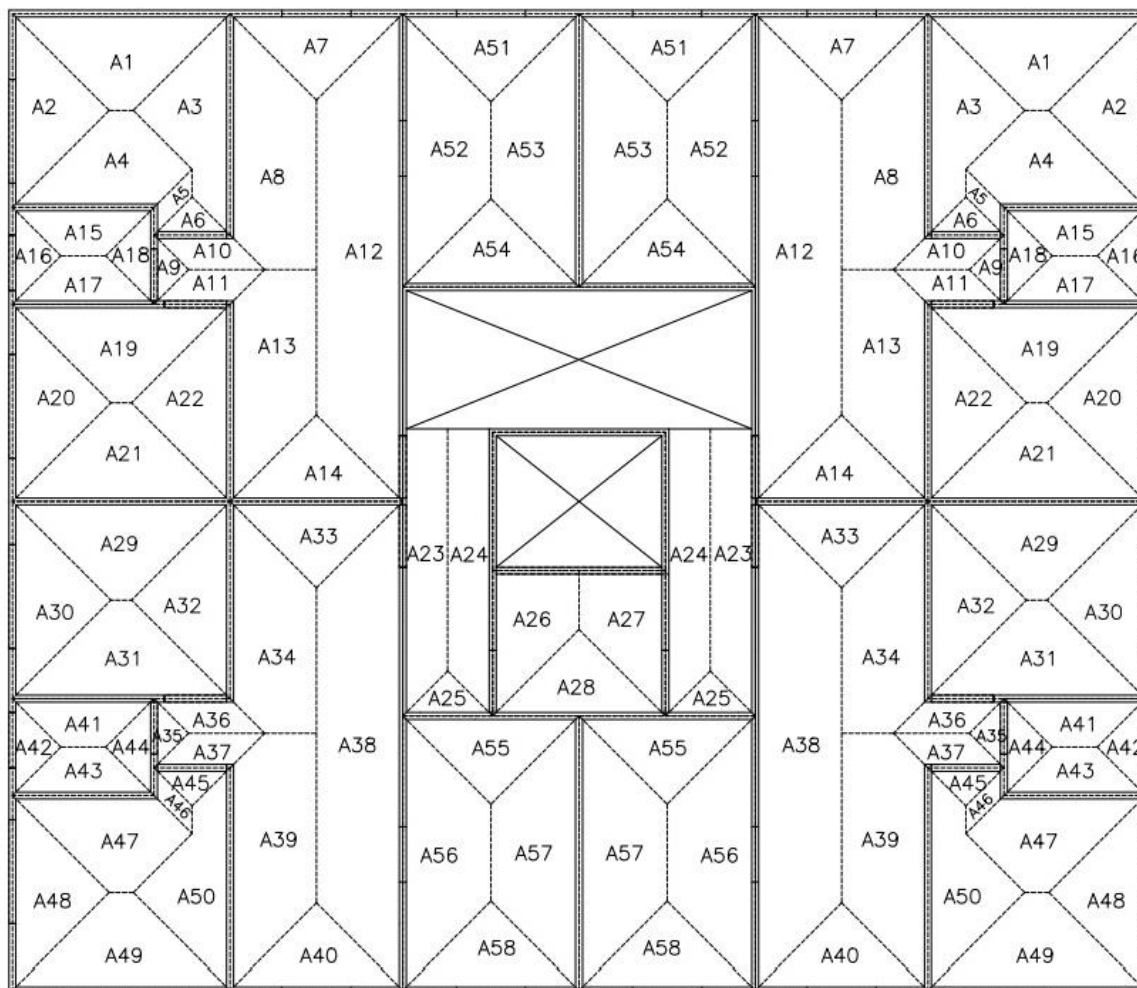 A7 A51 A51 A7
A1 A1
A2 A3 A3 A2
A52 A53 A53 A52
A4 A4
A8 A8
A5 A5
A6 A6
A15 A15
A10 A54 A54 A10
A16 A18 A12 A12 A18 A16
A9 A9
A11 A11
A17 A17
A19 A13 A13 A19
A20 A22 A22 A20
A21 A21
A14 A14
A29 A33 A33 A29
A23 A24 A24 A23
A30 A32 A26 A27 A32 A30
A31 A34 A34 A31
A25 A28 A25
A41 A36 A36 A41
A35 A35
A42 A44 A38 A38 A44 A42
A37 A55 A55 A37
A43 A43
A45 A45
A46 A46
A47 A47
A56 A57 A57 A56
A39 A39
A48 A50 A50 A48
A49 A40 A58 A58 A40 A49